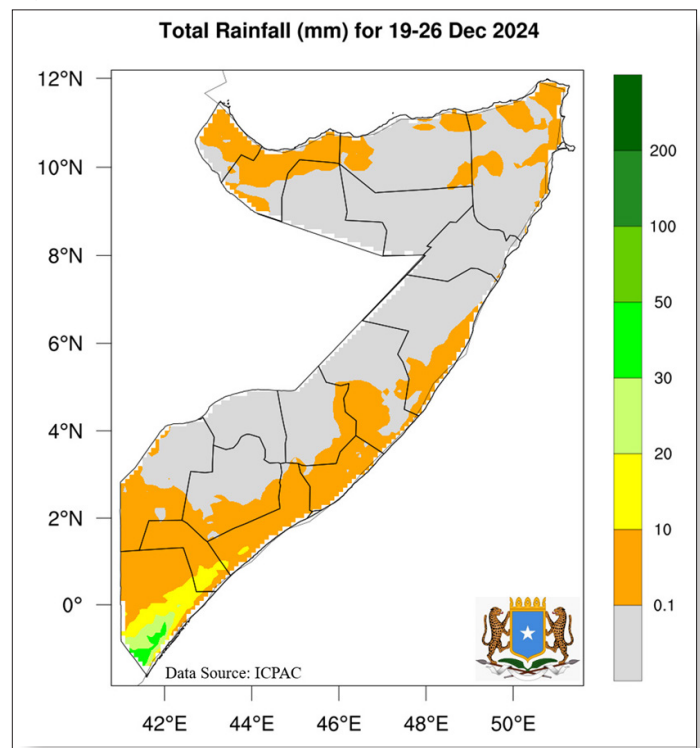 Total Rainfall (mm) for 19-26 Dec 2024
12°N
10°N
8°N
6°N
4°N
2°N
0°
42°E 44°E 46°E 48°E 50°E
200
100
50
30
20
10
0.1
Data Source: ICPAC